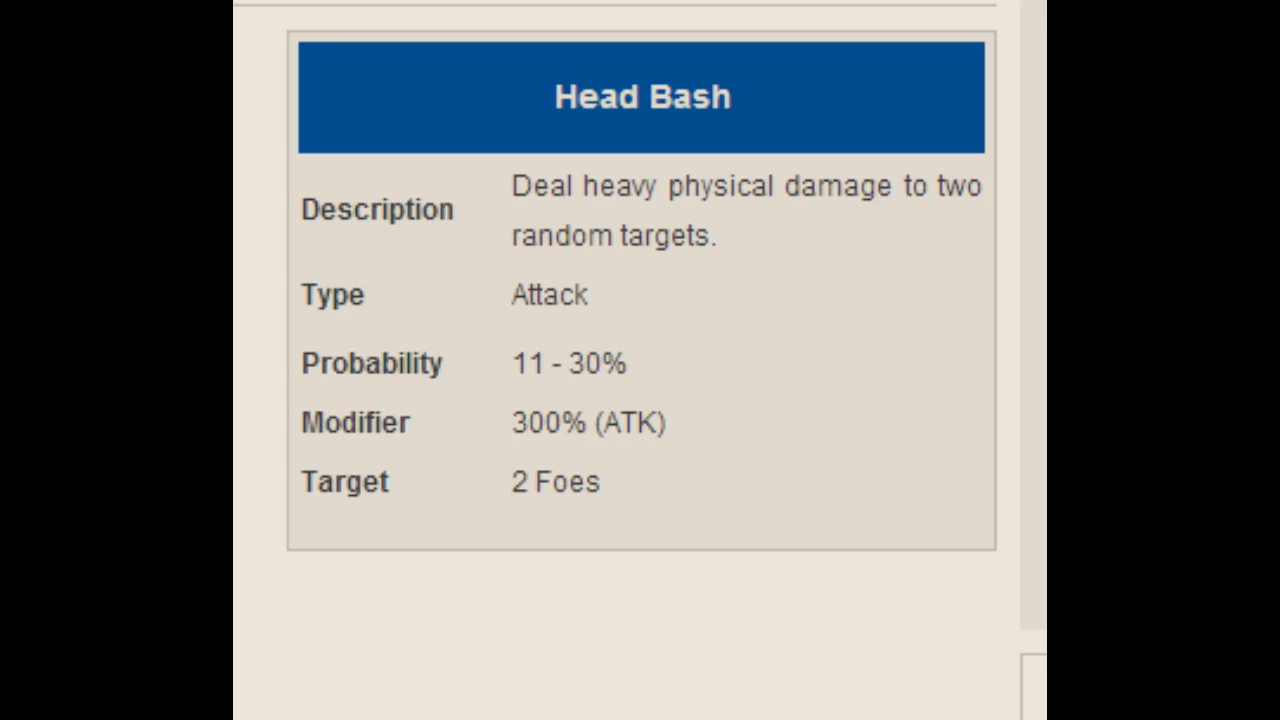 Head Bash
Description
Deal heavy physical damage to two
random targets.
Type
Attack
Probability
11 - 30%
Modifier
300% (ATK)
Target
2 Foes